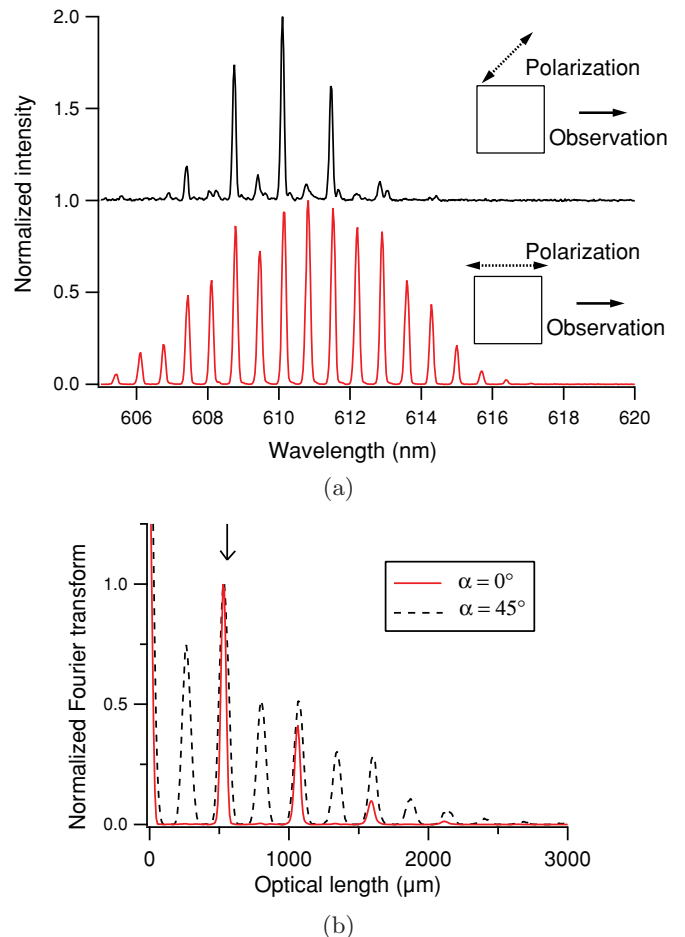 2.0
1.5
1.0
0.5
0.0
Normalized intensity
Polarization
Observation
Polarization
Observation
606 608 610 612 614 616 618 620
Wavelength (nm)
(a)
1.0
0.5
0.0
Normalized Fourier transform
α = 0°
α = 45°
0 1000 2000 3000
Optical length (µm)
(b)